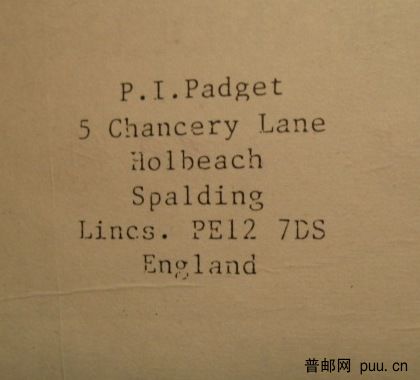 P.I.Padget
5 Chancery Lane
Holbeach
Spalding
Lincs. PE12 7DS
England
普邮网 puu.cn